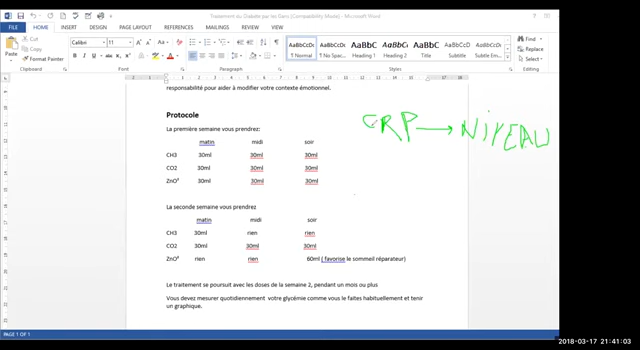 Traitement du Diabète par les Gans [Compatibility Mode] - Microsoft Word
FILE HOME INSERT DESIGN PAGE LAYOUT REFERENCES MAILINGS REVIEW VIEW
Cut
Copy
Format Painter
Clipboard
Calibri 11
Font
Paragraph
AaBbCcDc AaBbCcDc AaBbC AaBbCc AaBbC AaBbCcD AaBbCcDc
¶ Normal ¶ No Spac... Heading 1 Heading 2 Title Subtitle Subtle Em...
Styles
Find
Replace
Select
Editing
responsabilité pour aider à modifier votre contexte émotionnel.
Protocole
La première semaine vous prendrez:
matin midi soir
CH3 30ml 30ml 30ml
CO2 30ml 30ml 30ml
ZnO² 30ml 30ml 30ml
CRP → NIVEAU
La seconde semaine vous prendrez
matin midi soir
CH3 30ml rien rien
CO2 30ml 30ml 30ml
ZnO² rien rien 60ml ( favorise le sommeil réparateur)
Le traitement se poursuit avec les doses de la semaine 2, pendant un mois ou plus
Vous devez mesurer quotidiennement votre glycémie comme vous le faites habituellement et tenir
un graphique.
PAGE 1 OF 1
2018-03-17 21:41:03